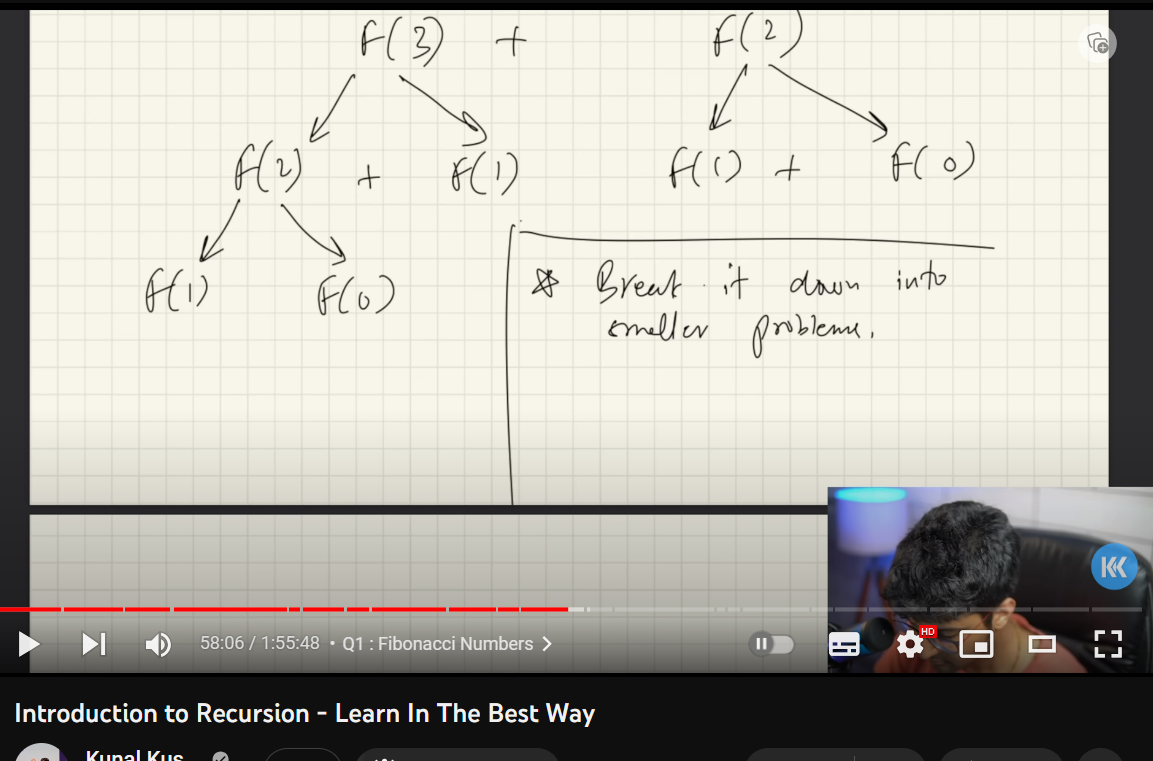 F(3) + F(2)
F(2) + F(1) F(1) + F(0)
F(1) F(0)
Break it down into
smaller problems.
HD
58:06 / 1:55:48 • Q1 : Fibonacci Numbers
Introduction to Recursion - Learn In The Best Way
Kunal Kus